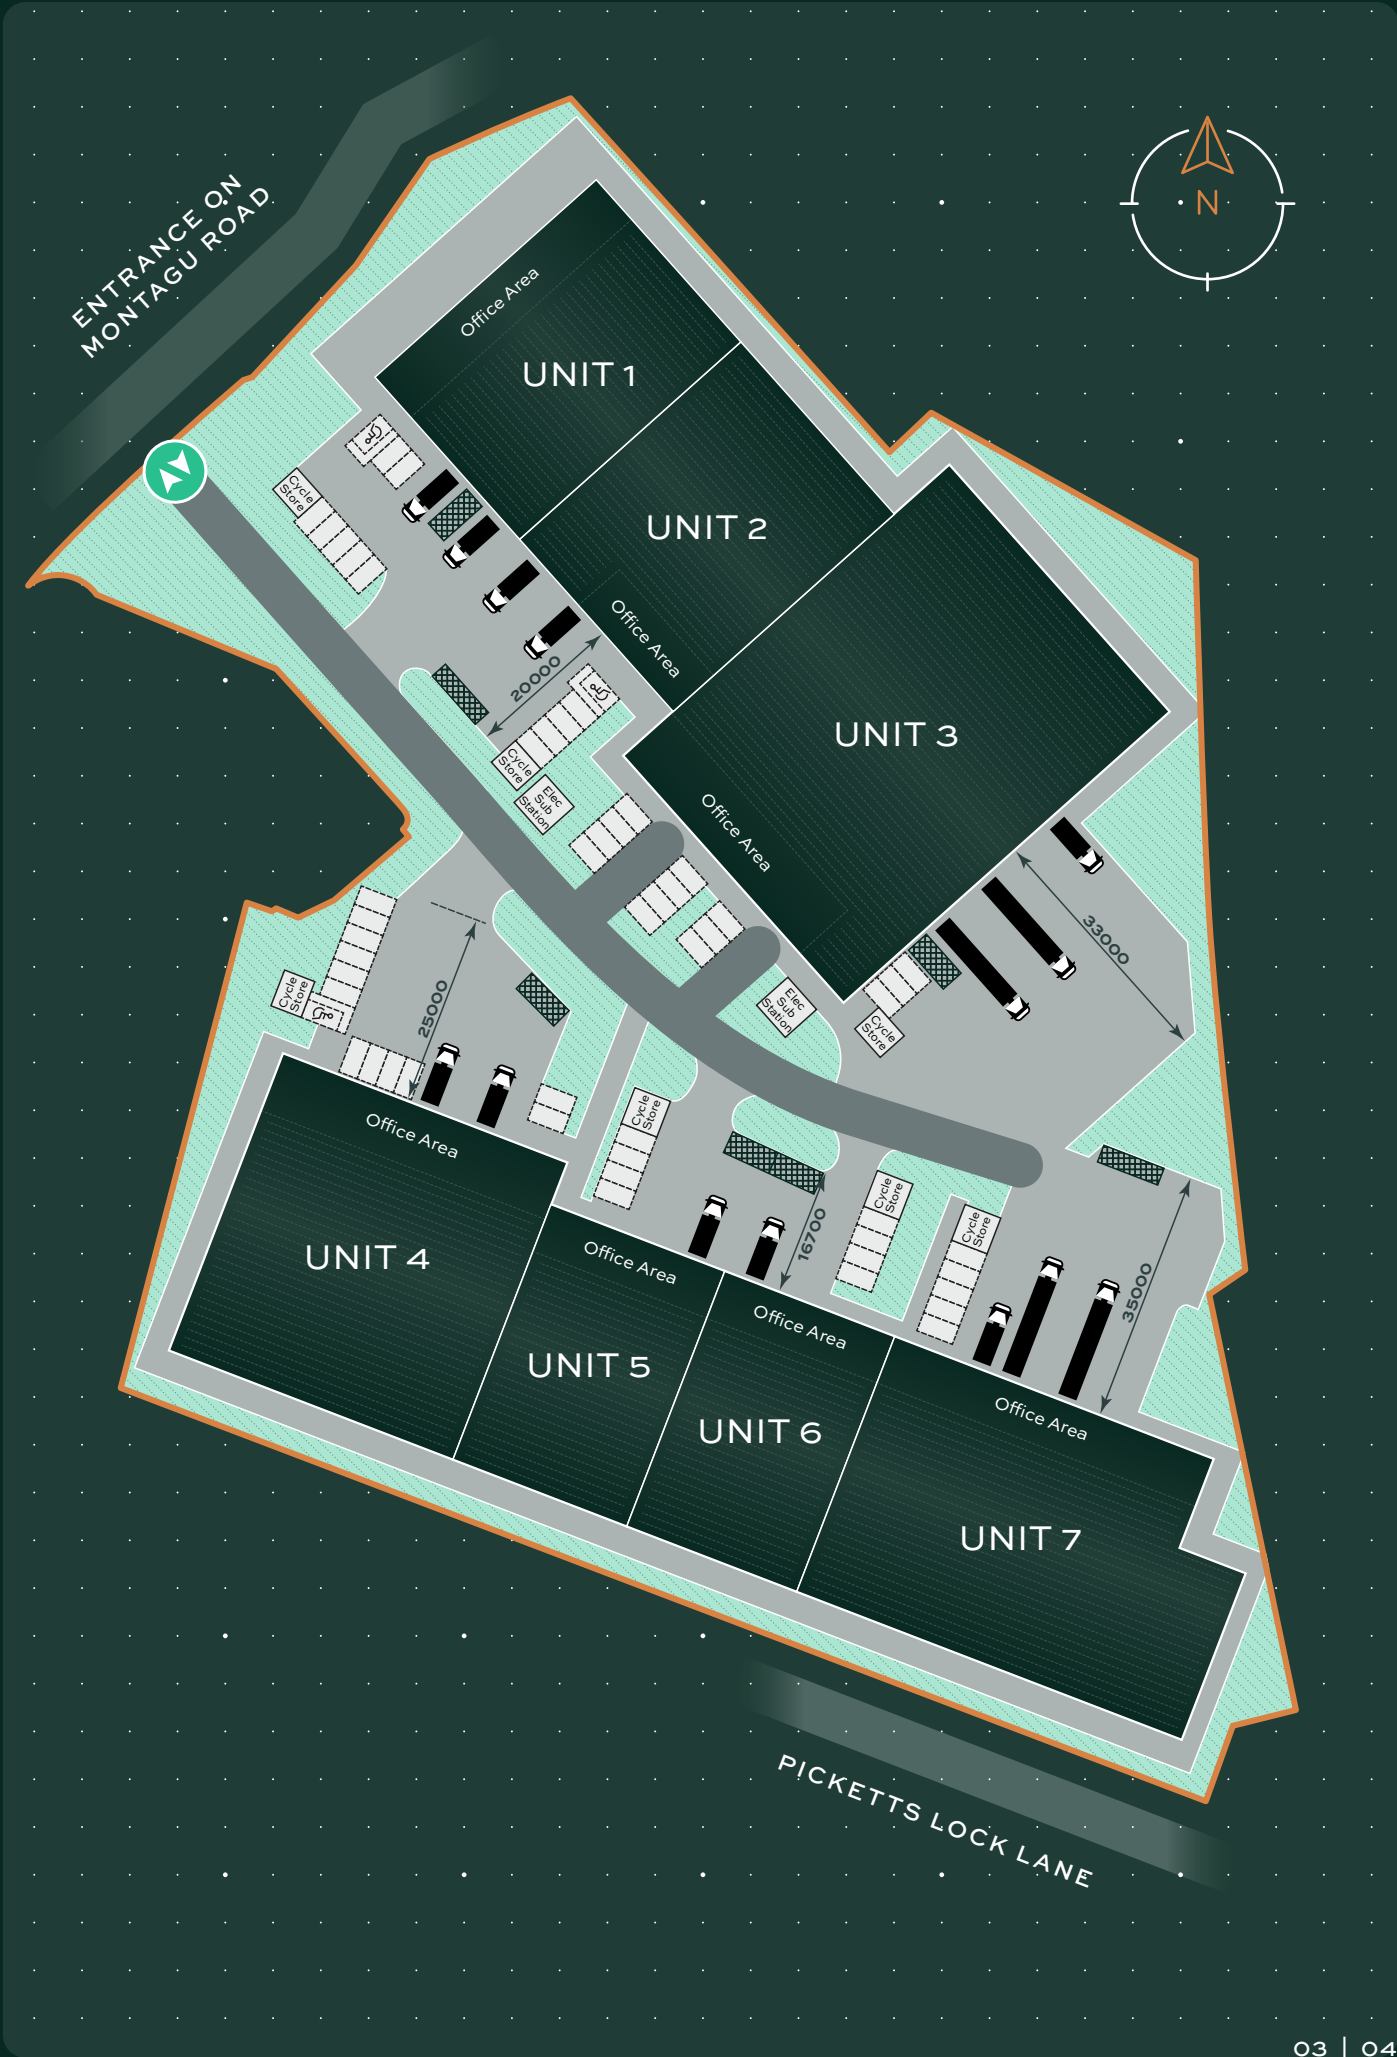 ENTRANCE ON
MONTAGU ROAD
N
Office Area
UNIT 1
Cycle
Store
UNIT 2
Office Area
20000
Cycle
Store
Elec
Sub
Station
UNIT 3
Office Area
33000
Elec
Sub
Station
Cycle
Store
Cycle
Store
25000
Office Area
UNIT 4
Cycle
Store
Office Area
UNIT 5
16700
Cycle
Store
Office Area
UNIT 6
Cycle
Store
35000
Office Area
UNIT 7
PICKETTS LOCK LANE
03 | 04